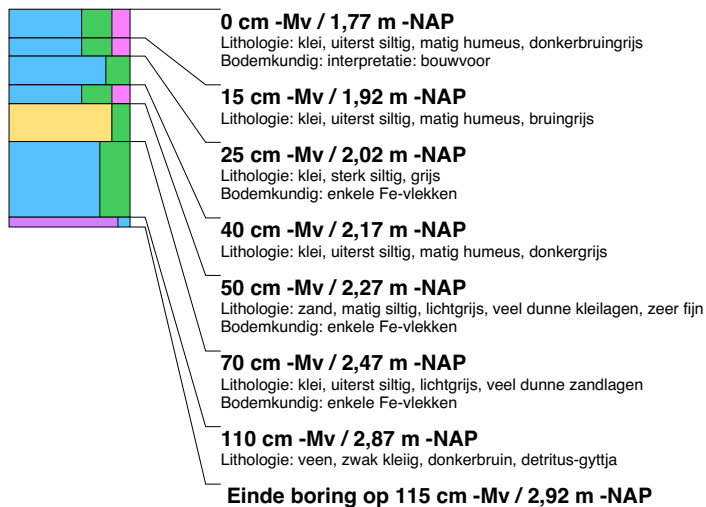 0 cm -Mv / 1,77 m -NAP
Lithologie: klei, uiterst siltig, matig humeus, donkerbruingrijs
Bodemkundig: interpretatie: bouwvoor
15 cm -Mv / 1,92 m -NAP
Lithologie: klei, uiterst siltig, matig humeus, bruingrijs
25 cm -Mv / 2,02 m -NAP
Lithologie: klei, sterk siltig, grijs
Bodemkundig: enkele Fe-vlekken
40 cm -Mv / 2,17 m -NAP
Lithologie: klei, uiterst siltig, matig humeus, donkergrijs
50 cm -Mv / 2,27 m -NAP
Lithologie: zand, matig siltig, lichtgrijs, veel dunne kleilagen, zeer fijn
Bodemkundig: enkele Fe-vlekken
70 cm -Mv / 2,47 m -NAP
Lithologie: klei, uiterst siltig, lichtgrijs, veel dunne zandlagen
Bodemkundig: enkele Fe-vlekken
110 cm -Mv / 2,87 m -NAP
Lithologie: veen, zwak kleiig, donkerbruin, detritus-gyttja
Einde boring op 115 cm -Mv / 2,92 m -NAP